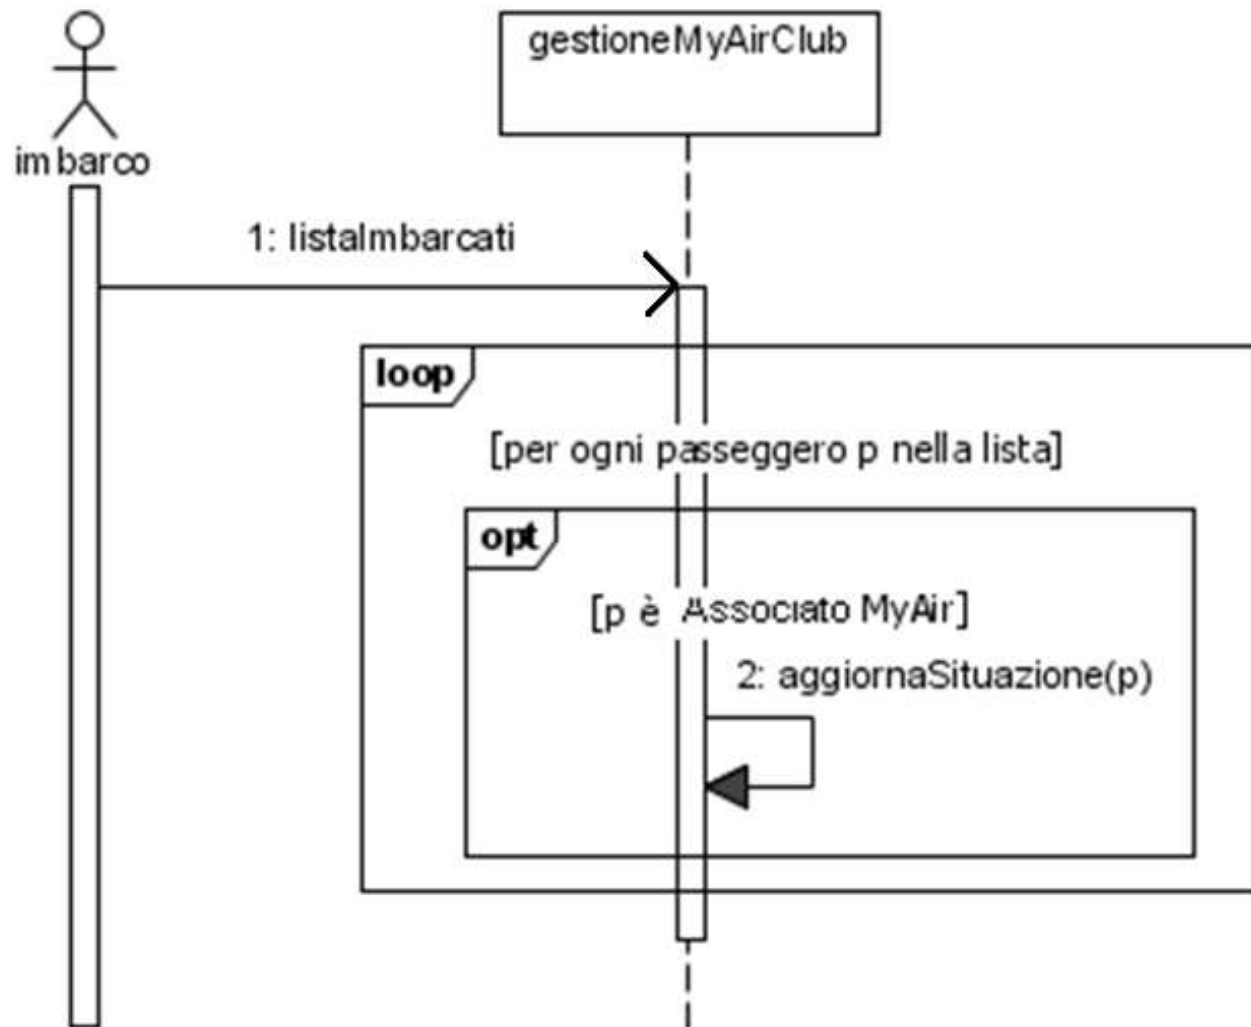 gestioneMyAirClub
imbarco
1: listaImbarcati
loop
[per ogni passeggero p nella lista]
opt
[p è Associato MyAir]
2: aggiornaSituazione(p)